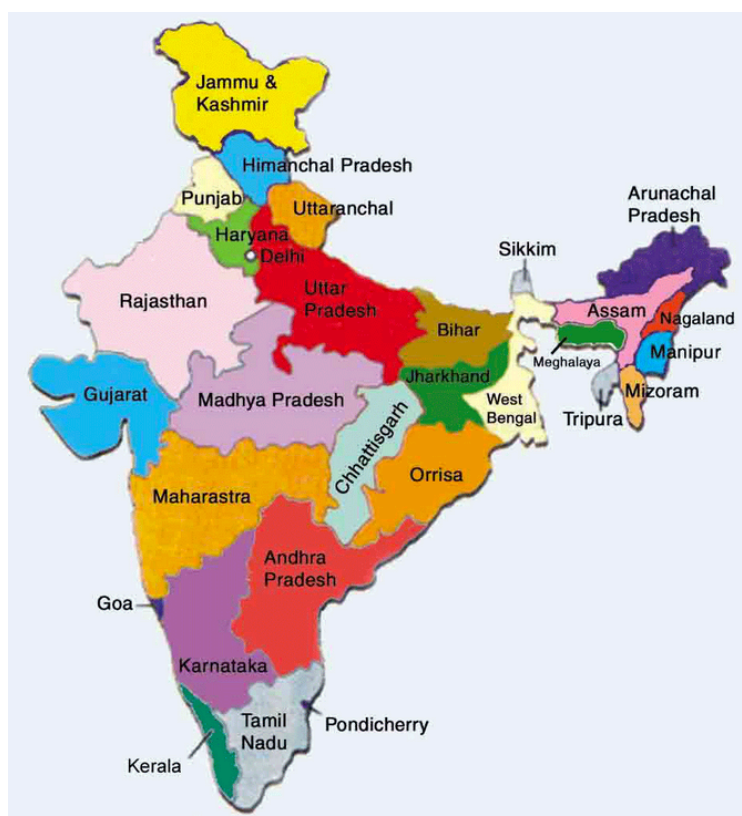 Jammu &
Kashmir
Himanchal Pradesh
Punjab
Uttaranchal
Arunachal
Pradesh
Haryana
Delhi
Sikkim
Rajasthan
Uttar
Pradesh
Bihar
Assam
Nagaland
Meghalaya
Manipur
Jharkhand
Gujarat
Madhya Pradesh
West
Bengal
Tripura
Mizoram
Chhattisgarh
Orrisa
Maharastra
Andhra
Pradesh
Goa
Karnataka
Tamil
Nadu
Pondicherry
Kerala